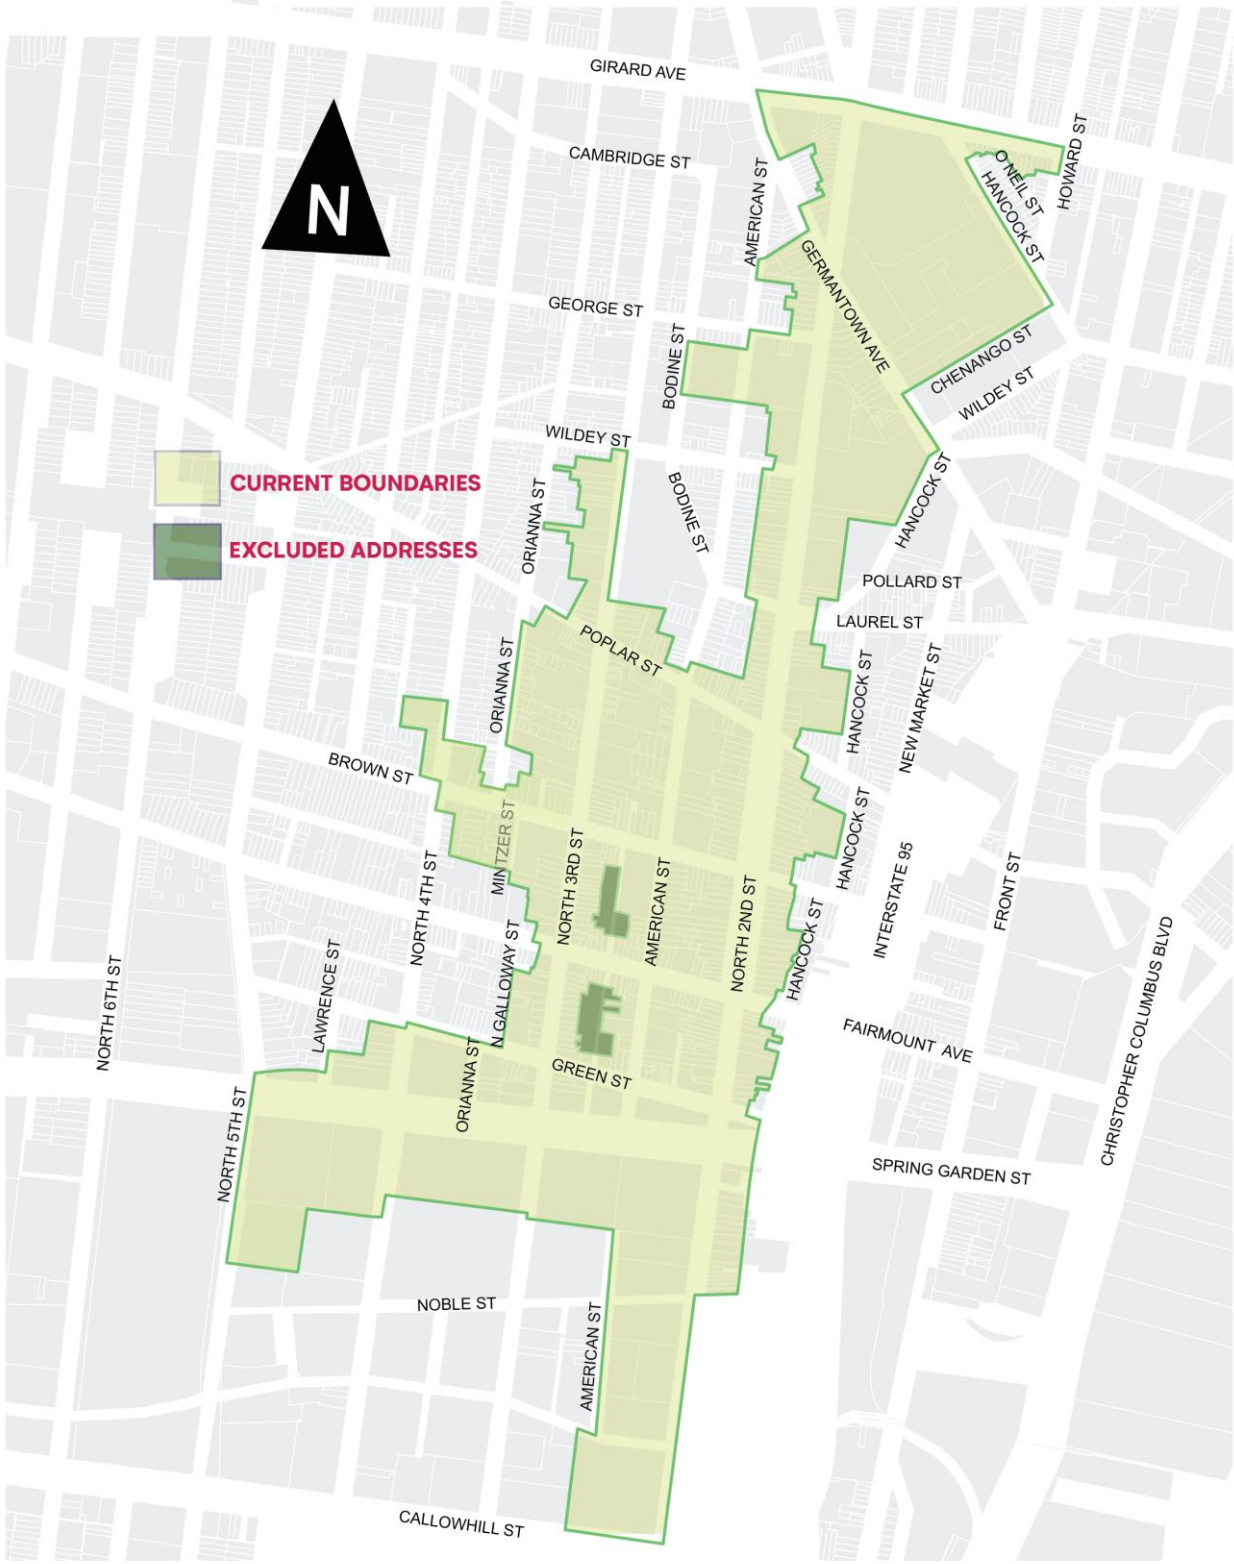 GIRARD AVE
HOWARD ST
CAMBRIDGE ST
O'NEIL ST
HANCOCK ST
AMERICAN ST
N
GERMANTOWN AVE
GEORGE ST
BODINE ST
CHENANGO ST
WILDEY ST
WILDEY ST
CURRENT BOUNDARIES
HANCOCK ST
BODINE ST
ORIANNA ST
EXCLUDED ADDRESSES
POLLARD ST
LAUREL ST
POPLAR ST
ORIANNA ST
HANCOCK ST
NEW MARKET ST
BROWN ST
MINTZER ST
HANCOCK ST
NORTH 3RD ST
NORTH 4TH ST
AMERICAN ST
NORTH 2ND ST
INTERSTATE 95
FRONT ST
HANCOCK ST
LAWRENCE ST
N GALLOWAY ST
NORTH 6TH ST
CHRISTOPHER COLUMBUS BLVD
FAIRMOUNT AVE
GREEN ST
ORIANNA ST
NORTH 5TH ST
SPRING GARDEN ST
NOBLE ST
AMERICAN ST
CALLOWHILL ST